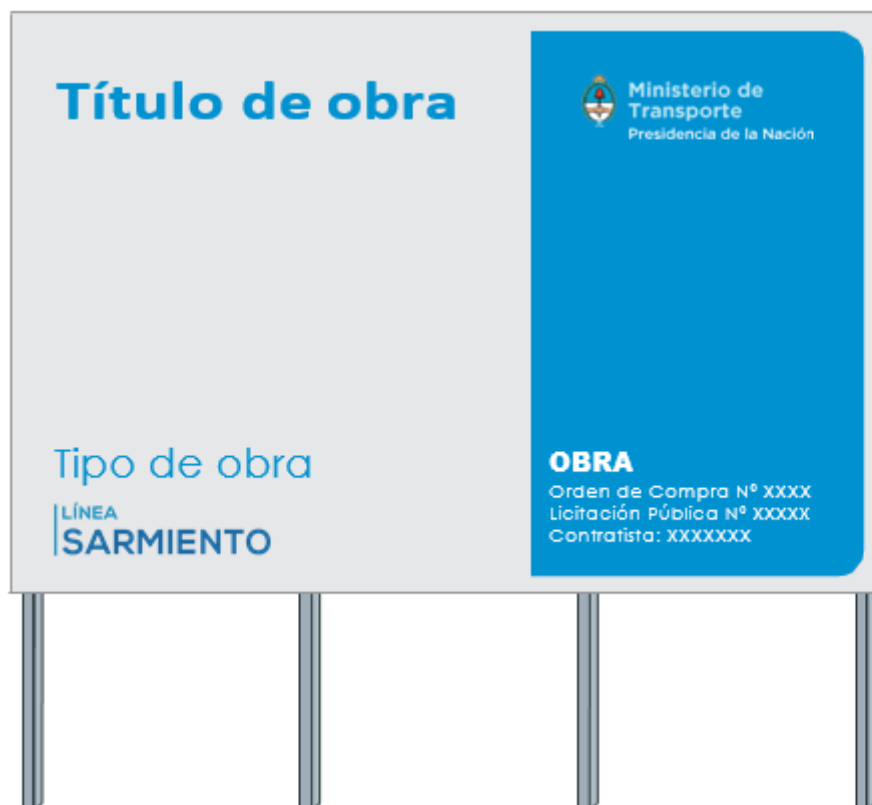 Título de obra
Ministerio de
Transporte
Presidencia de la Nación
Tipo de obra
LÍNEA
SARMIENTO
OBRA
Orden de Compra Nº XXXX
Licitación Pública Nº XXXXX
Contratista: XXXXXXX